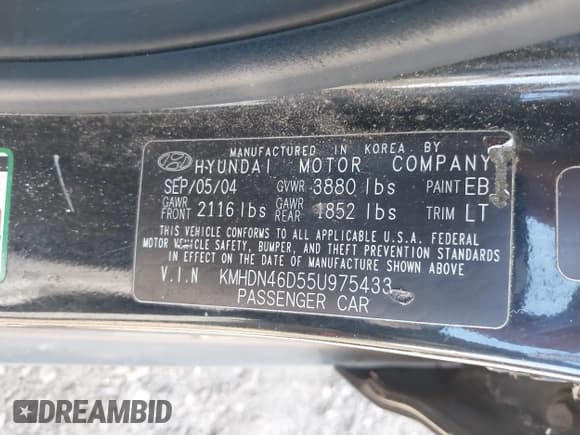 MANUFACTURED IN KOREA BY
HYUNDAI MOTOR COMPANY
SEP/05/04 GVWR 3880 lbs PAINT EB
GAWR FRONT 2116 lbs GAWR REAR 1852 lbs TRIM LT
THIS VEHICLE CONFORMS TO ALL APPLICABLE U.S.A. FEDERAL
MOTOR VEHICLE SAFETY, BUMPER, AND THEFT PREVENTION STANDARDS
IN EFFECT ON THE DATE OF MANUFACTURE SHOWN ABOVE
V.I.N KMHDN46D55U975433
PASSENGER CAR
DREAMBID